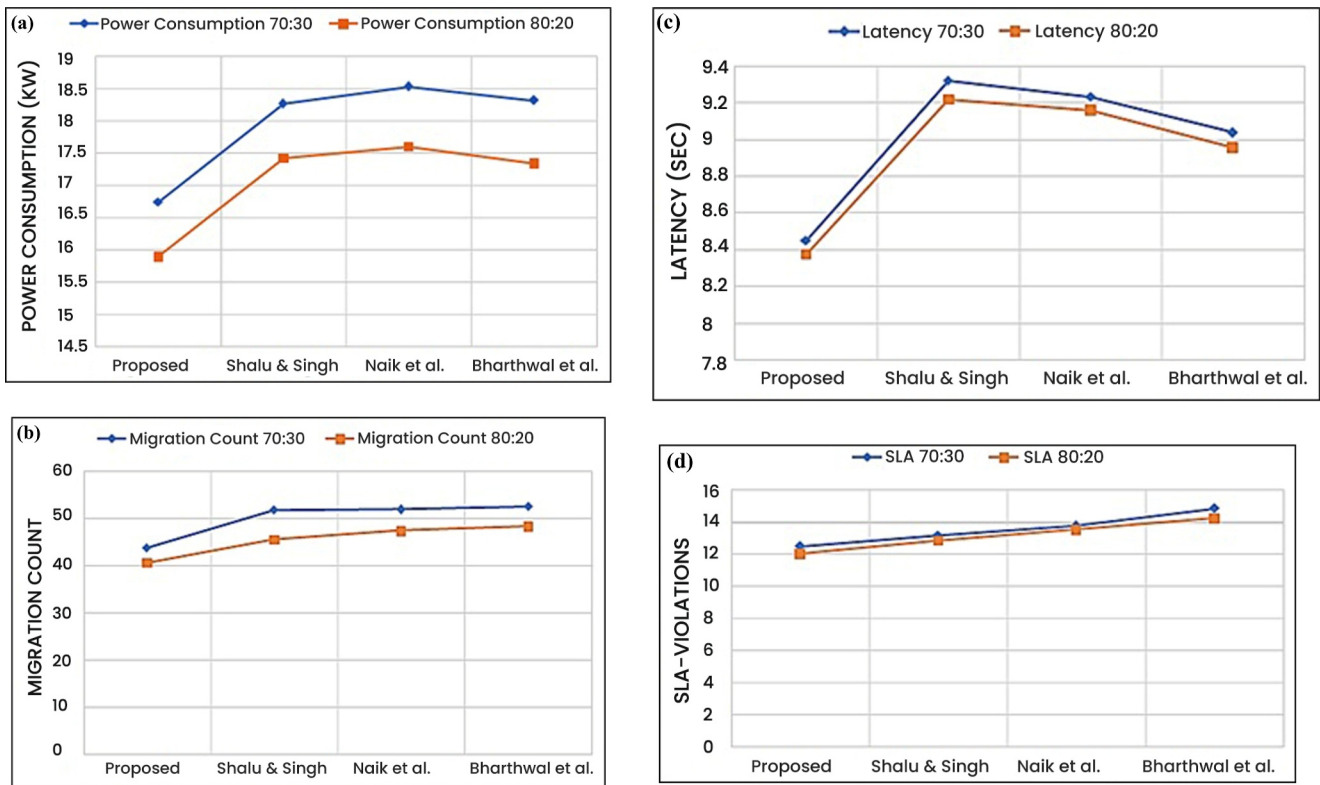 (a)
Power Consumption 70:30 Power Consumption 80:20
POWER CONSUMPTION (KW)
19
18.5
18
17.5
17
16.5
16
15.5
15
14.5
Proposed Shalu & Singh Naik et al. Bharthwal et al.
(c)
Latency 70:30 Latency 80:20
LATENCY (SEC)
9.4
9.2
9
8.8
8.6
8.4
8.2
8
7.8
Proposed Shalu & Singh Naik et al. Bharthwal et al.
(b)
Migration Count 70:30 Migration Count 80:20
MIGRATION COUNT
60
50
40
30
20
10
0
Proposed Shalu & Singh Naik et al. Bharthwal et al.
(d)
SLA 70:30 SLA 80:20
SLA-VIOLATIONS
16
14
12
10
8
6
4
2
0
Proposed Shalu & Singh Naik et al. Bharthwal et al.